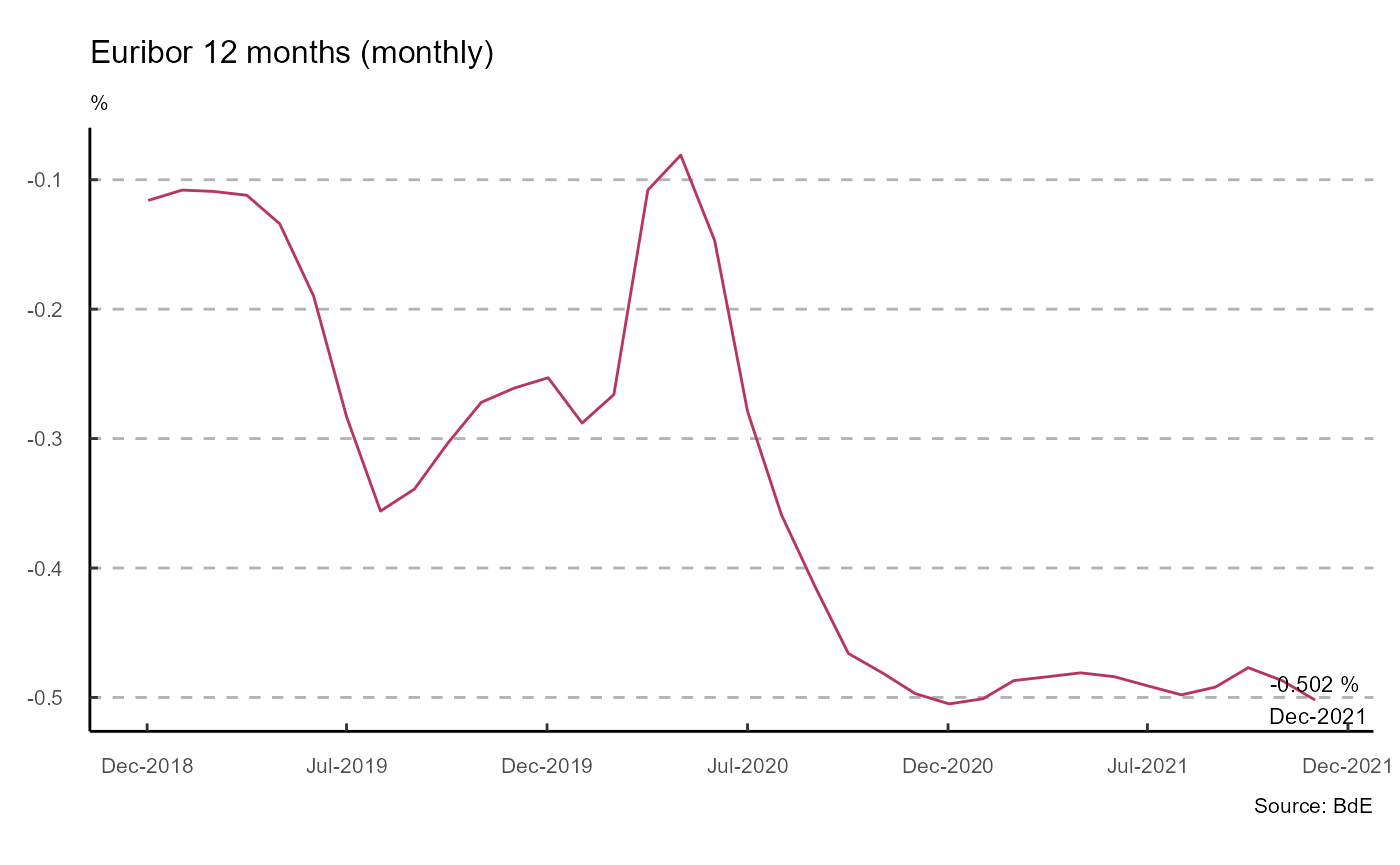 Euribor 12 months (monthly)
%
-0.1
-0.2
-0.3
-0.4
-0.5
-0.502 %
Dec-2021
Dec-2018 Jul-2019 Dec-2019 Jul-2020 Dec-2020 Jul-2021 Dec-2021
Source: BdE